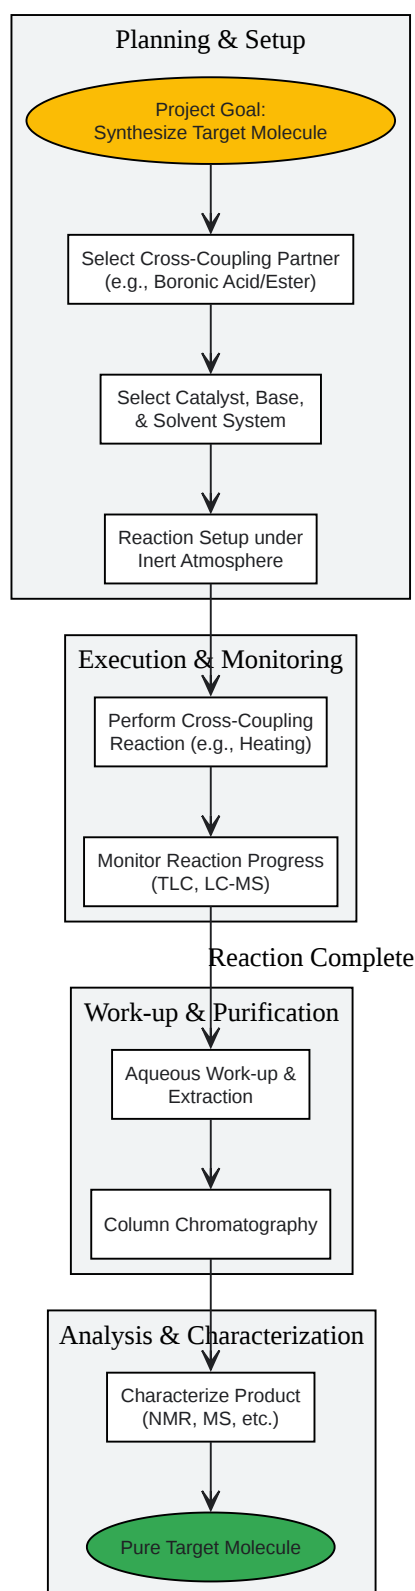 Planning & Setup
Project Goal:
Synthesize Target Molecule
Select Cross-Coupling Partner
(e.g., Boronic Acid/Ester)
Select Catalyst, Base,
& Solvent System
Reaction Setup under
Inert Atmosphere
Execution & Monitoring
Perform Cross-Coupling
Reaction (e.g., Heating)
Monitor Reaction Progress
(TLC, LC-MS)
Reaction Complete
Work-up & Purification
Aqueous Work-up &
Extraction
Column Chromatography
Analysis & Characterization
Characterize Product
(NMR, MS, etc.)
Pure Target Molecule